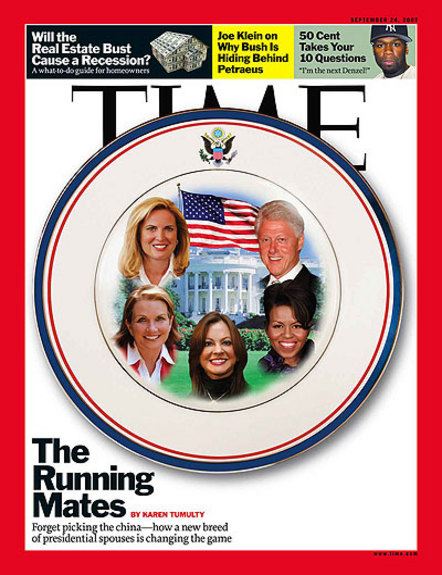 SEPTEMBER 24, 2007
Will the
Real Estate Bust
Cause a Recession?
A what-to-do guide for homeowners
Joe Klein on
Why Bush Is
Hiding Behind
Petraeus
50 Cent
Takes Your
10 Questions
"I'm the next Denzel!"
TIME
The
Running
Mates BY KAREN TUMULTY
Forget picking the china—how a new breed
of presidential spouses is changing the game
www.time.com